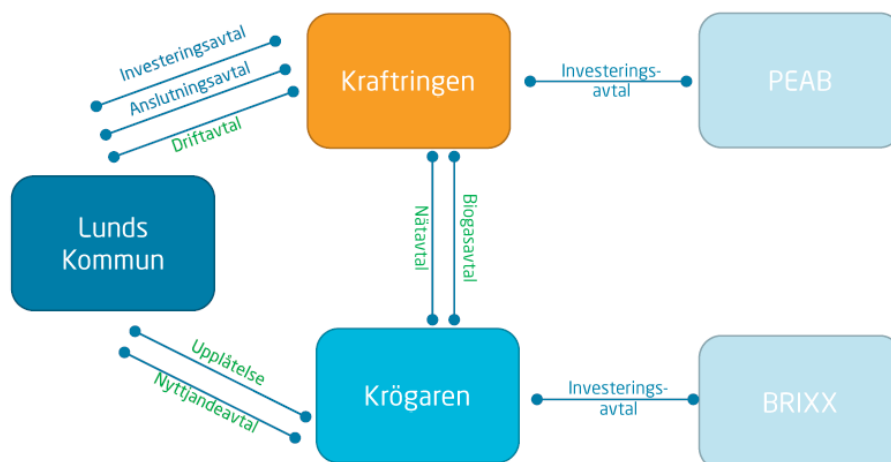 Investeringsavtal
Anslutningsavtal
Driftavtal
Kraftringen
Investerings-
avtal
PEAB
Lunds
Kommun
Nätavtal
Biogasavtal
Upplåtelse
Nyttjandeavtal
Krögaren
Investerings-
avtal
BRIXX